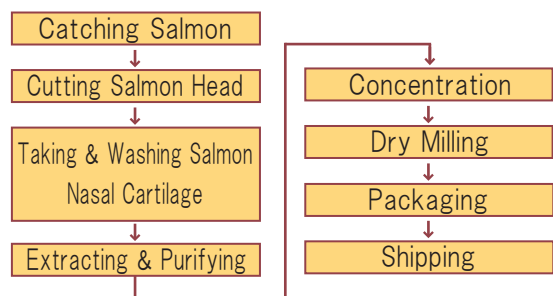 Catching Salmon
Cutting Salmon Head
Taking & Washing Salmon
Nasal Cartilage
Extracting & Purifying
Concentration
Dry Milling
Packaging
Shipping